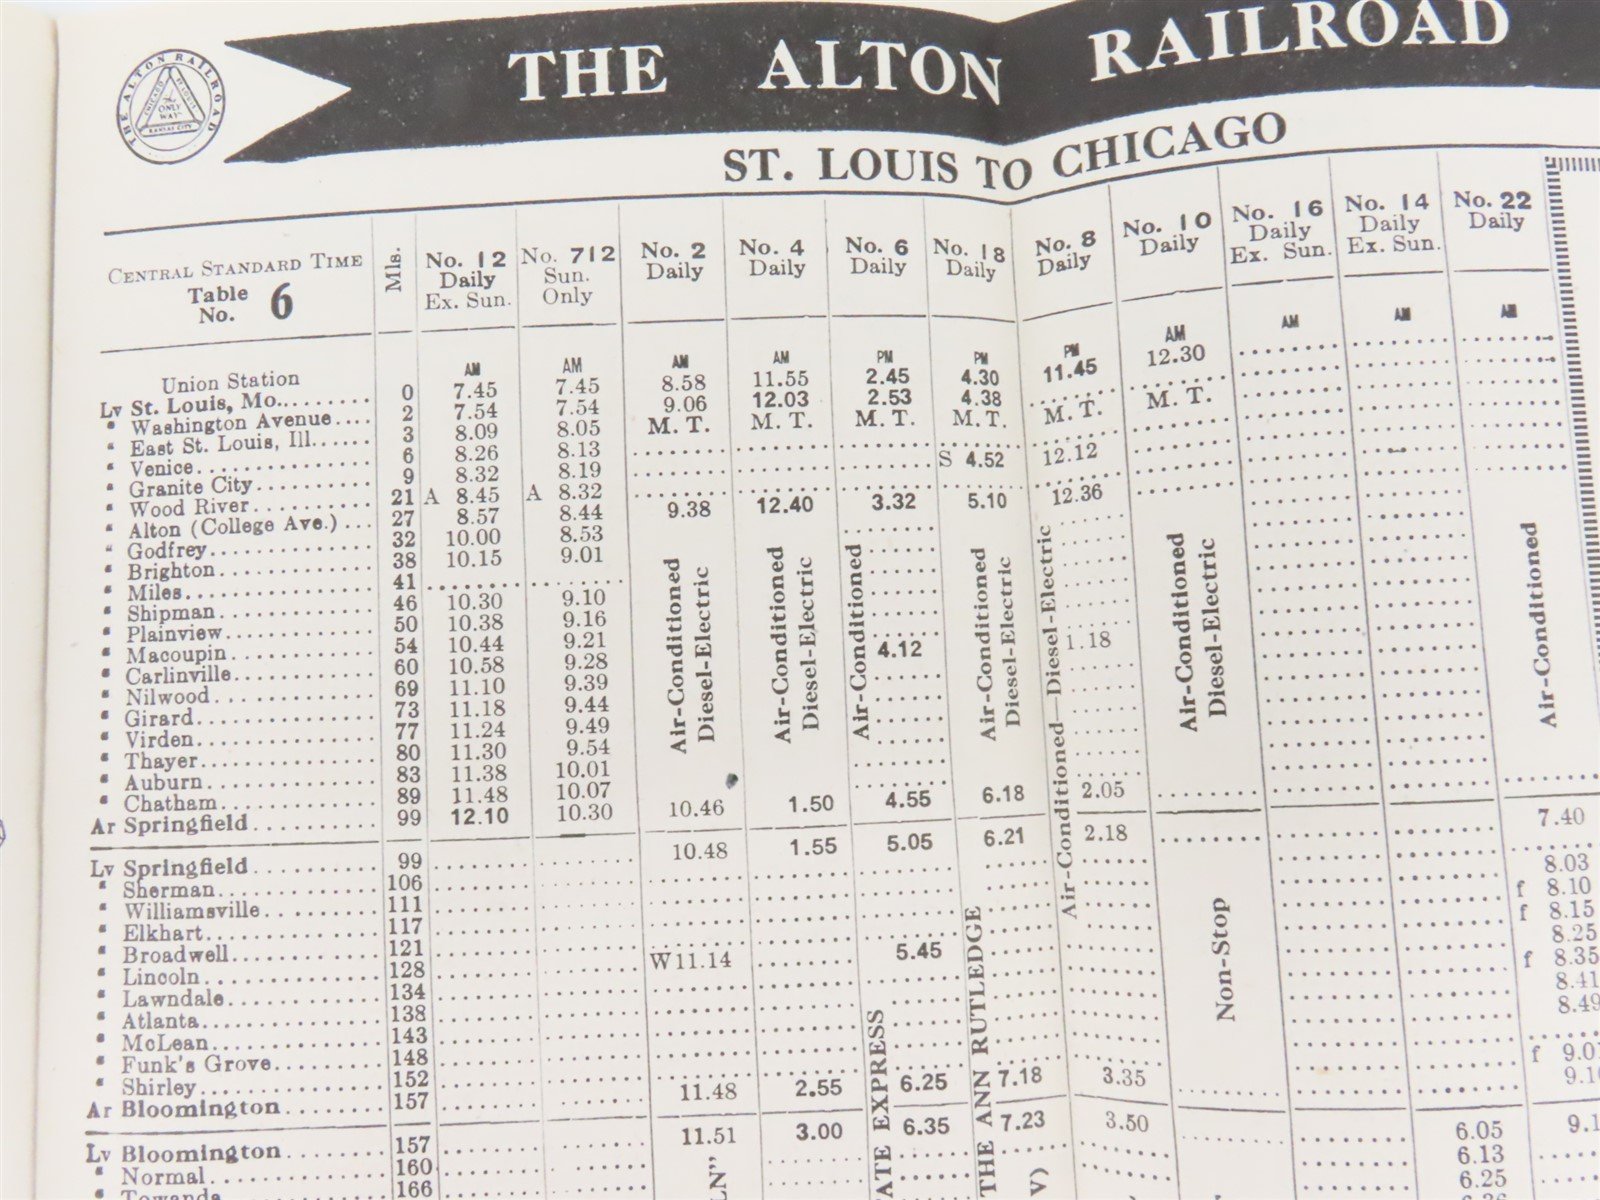 THE ALTON RAILROAD
THE ALTON RAILROAD
CHICAGO ST LOUIS KANSAS CITY
"ONLY WAY"
ST. LOUIS TO CHICAGO
CENTRAL STANDARD TIME
Table No. 6
Mls.
No. 12 Daily Ex. Sun.
No. 712 Sun. Only
No. 2 Daily
No. 4 Daily
No. 6 Daily
No. 18 Daily
No. 8 Daily
No. 10 Daily
No. 16 Daily Ex. Sun.
No. 14 Daily Ex. Sun.
No. 22 Daily
AM AM AM AM PM PM PM AM AM AM AM
Union Station
Lv St. Louis, Mo. 0 7.45 7.45 8.58 11.55 2.45 4.30 11.45 12.30
" Washington Avenue 2 7.54 7.54 9.06 12.03 2.53 4.38
" East St. Louis, Ill. 3 8.09 8.05 M. T. M. T. M. T. M. T. M. T. M. T.
" Venice 6 8.26 8.13
" Granite City 9 8.32 8.19 S 4.52 12.12
" Wood River 21 A 8.45 A 8.32
" Alton (College Ave.) 27 8.57 8.44 9.38 12.40 3.32 5.10 12.36
" Godfrey 32 10.00 8.53
" Brighton 38 10.15 9.01
" Miles 41
" Shipman 46 10.30 9.10
" Plainview 50 10.38 9.16
" Macoupin 54 10.44 9.21
" Carlinville 60 10.58 9.28 4.12 1.18
" Nilwood 69 11.10 9.39
" Girard 73 11.18 9.44
" Virden 77 11.24 9.49
" Thayer 80 11.30 9.54
" Auburn 83 11.38 10.01
" Chatham 89 11.48 10.07
Ar Springfield 99 12.10 10.30 10.46 1.50 4.55 6.18 2.05 
Lv Springfield 99 10.48 1.55 5.05 6.21 2.18 7.40
" Sherman 106
" Williamsville 111 8.03
" Elkhart 117 f 8.10
" Broadwell 121 f 8.15
" Lincoln 128 W 11.14 5.45 8.25
" Lawndale 134 f 8.35
" Atlanta 138 8.41
" McLean 143 8.49
" Funk's Grove 148
" Shirley 152 f
Ar Bloomington 157 11.48 2.55 6.25 7.18 3.35
Lv Bloomington 157 11.51 3.00 6.35 7.23 3.50 6.05
" Normal 160 6.13
" Towanda 166 6.25
Air-Conditioned
Diesel-Electric
Air-Conditioned
Diesel-Electric
Air-Conditioned
Air-Conditioned
Diesel-Electric
Air-Conditioned—Diesel-Electric
Air-Conditioned
Diesel-Electric
Non-Stop
Air-Conditioned
ATE EXPRESS
THE ANN RUTLEDGE
LN"
V)